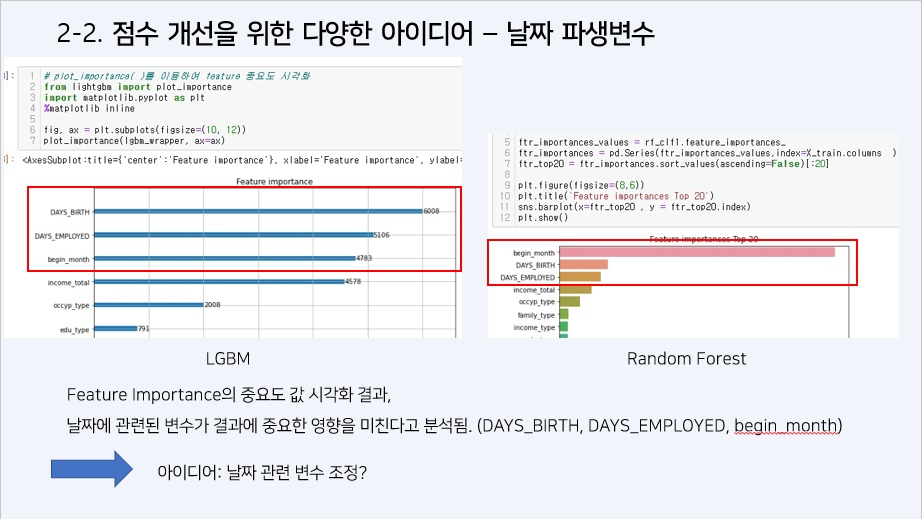 2-2. 점수 개선을 위한 다양한 아이디어 – 날짜 파생변수
]:
1 # plot_importance( )를 이용하여 feature 중요도 시각화
2 from lightgbm import plot_importance
3 import matplotlib.pyplot as plt
4 %matplotlib inline
5
6 fig, ax = plt.subplots(figsize=(10, 12))
7 plot_importance(lgbm_wrapper, ax=ax)
]: <AxesSubplot:title={'center':'Feature importance'}, xlabel='Feature importance', ylabel=
Feature importance
DAYS_BIRTH 6008
DAYS_EMPLOYED 5106
begin_month 4783
income_total 4578
occyp_type 2008
edu_type 791
LGBM
5 ftr_importances_values = rf_clf1.feature_importances_
6 ftr_importances = pd.Series(ftr_importances_values,index=X_train.columns )
7 ftr_top20 = ftr_importances.sort_values(ascending=False)[:20]
8
9 plt.figure(figsize=(8,6))
10 plt.title('Feature importances Top 20')
11 sns.barplot(x=ftr_top20 , y = ftr_top20.index)
12 plt.show()
Feature importances Top 20
begin_month
DAYS_BIRTH
DAYS_EMPLOYED
income_total
occyp_type
family_type
income_type
Random Forest
Feature Importance의 중요도 값 시각화 결과,
날짜에 관련된 변수가 결과에 중요한 영향을 미친다고 분석됨. (DAYS_BIRTH, DAYS_EMPLOYED, begin_month)
아이디어: 날짜 관련 변수 조정?